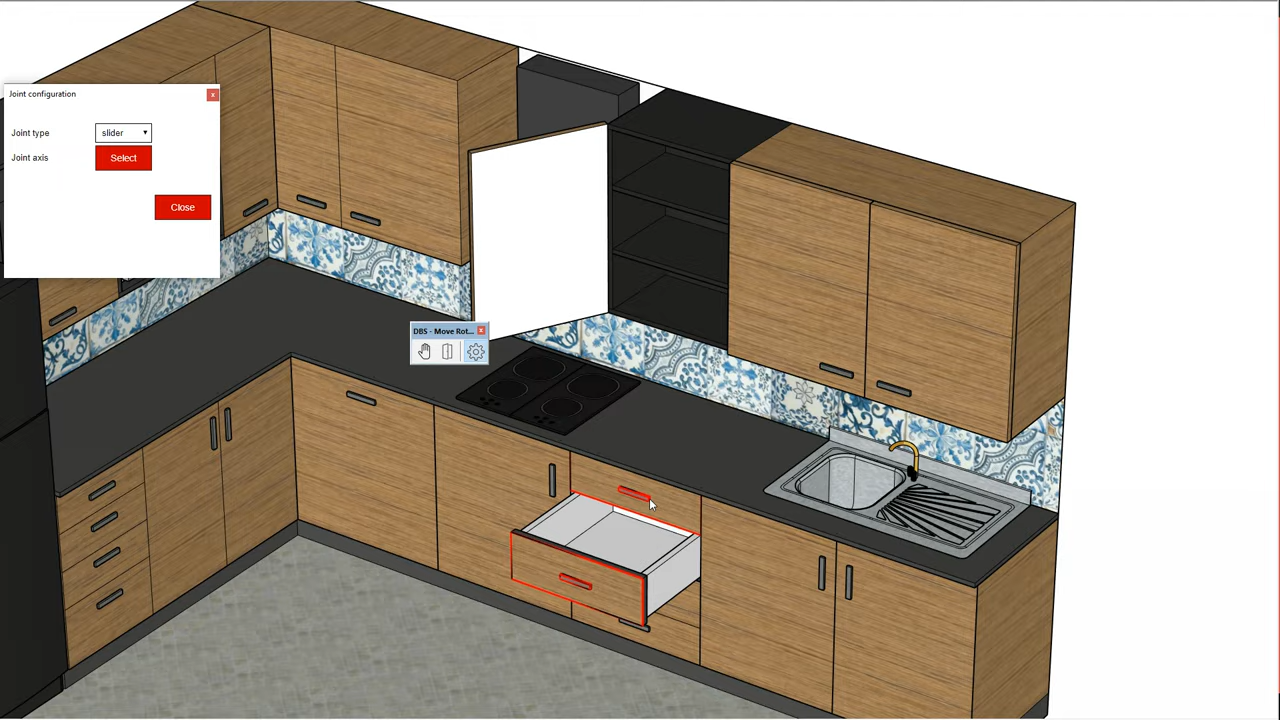 Joint configuration
x
Joint type
slider
Joint axis
Select
Close
DBS - Move Rot...
x